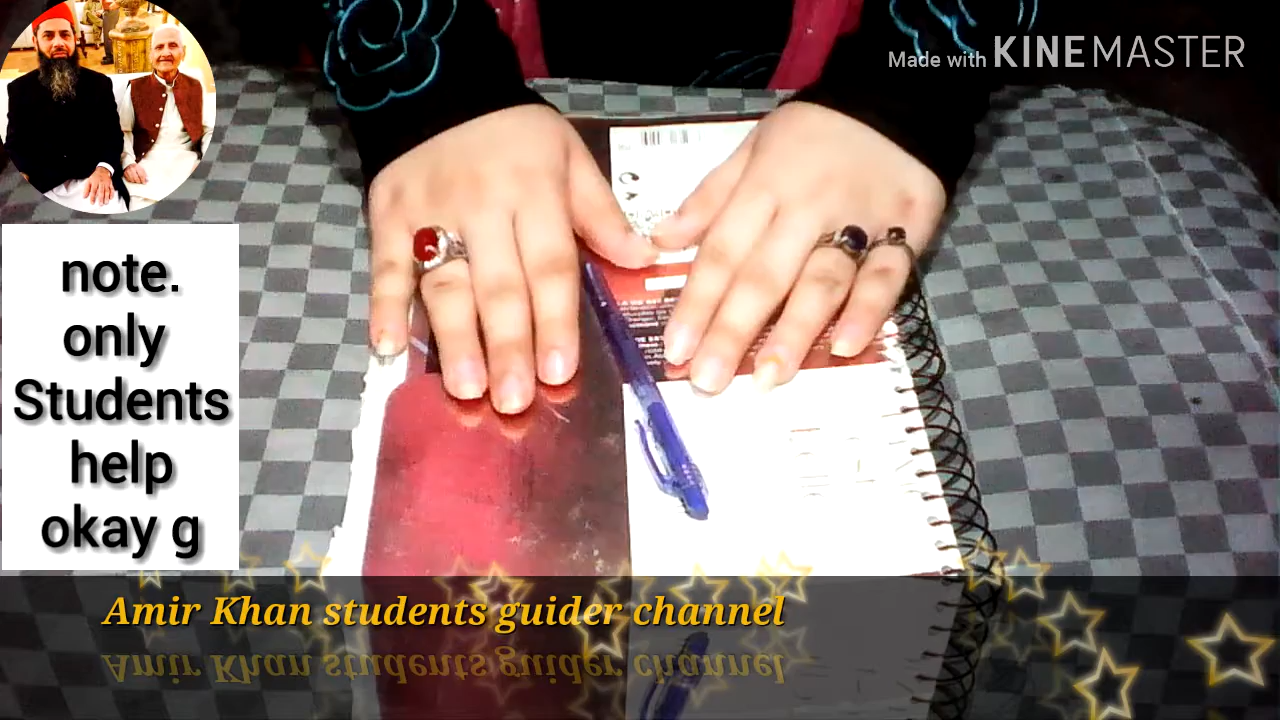 Made with KINEMASTER
note.
only
Students
help
okay g
Amir Khan students guider channel